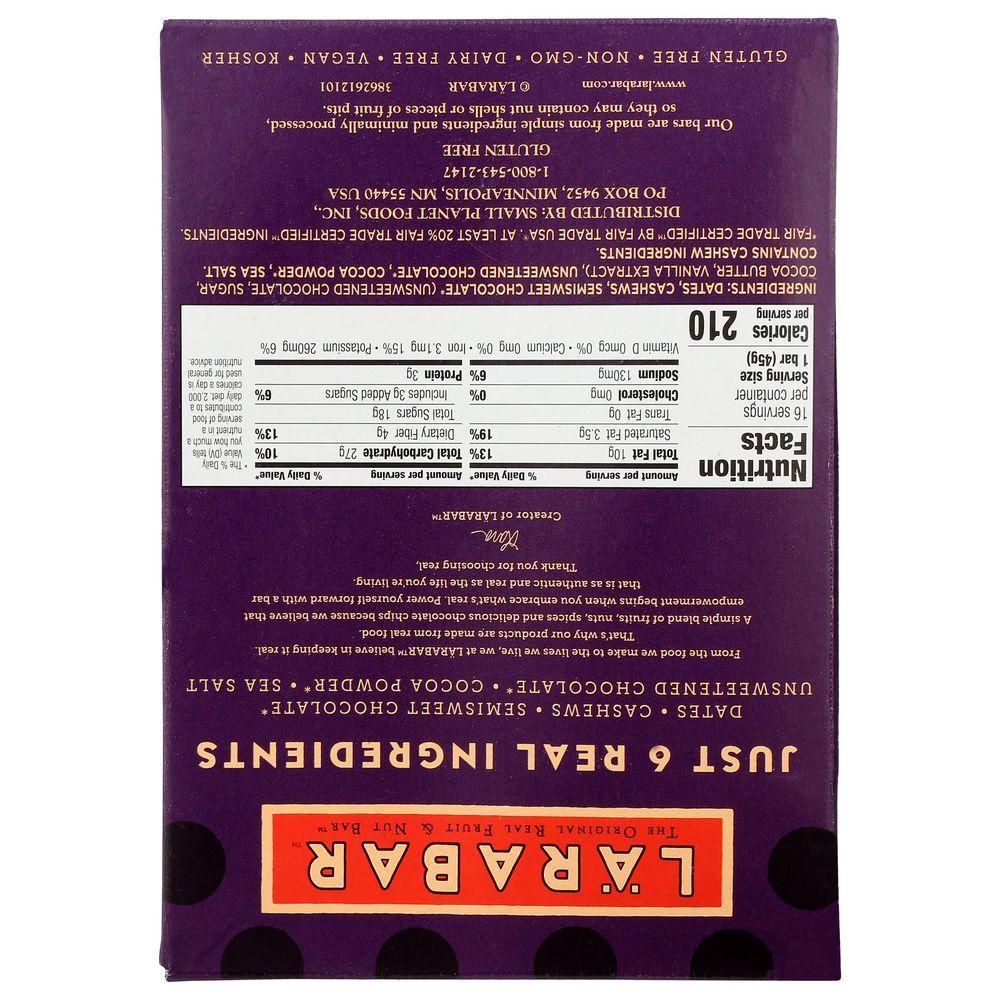 LÄRABAR™
THE ORIGINAL REAL FRUIT & NUT BAR™
JUST 6 REAL INGREDIENTS
DATES • CASHEWS • SEMISWEET CHOCOLATE*
UNSWEETENED CHOCOLATE* • COCOA POWDER* • SEA SALT
From the food we make to the lives we live, we at LÄRABAR™ believe in keeping it real.
That's why our products are made from real food.
A simple blend of fruits, nuts, spices and delicious chocolate chips because we believe that
empowerment begins when you embrace what's real. Power yourself forward with a bar
that is as authentic and real as the life you're living.
Thank you for choosing real,
Lara
Creator of LÄRABAR™
Nutrition
Facts
16 servings
per container
Serving size
1 bar (45g)
Calories
per serving 210
Amount per serving % Daily Value*
Total Fat 10g 13%
Saturated Fat 3.5g 19%
Trans Fat 0g
Cholesterol 0mg 0%
Sodium 130mg 6%
Amount per serving % Daily Value*
Total Carbohydrate 27g 10%
Dietary Fiber 4g 13%
Total Sugars 18g
Includes 3g Added Sugars 6%
Protein 3g
Vitamin D 0mcg 0% • Calcium 0mg 0% • Iron 3.1mg 15% • Potassium 260mg 6%
* The % Daily
Value (DV) tells
you how much a
nutrient in a
serving of food
contributes to a
daily diet. 2,000
calories a day is
used for general
nutrition advice.
INGREDIENTS: DATES, CASHEWS, SEMISWEET CHOCOLATE* (UNSWEETENED CHOCOLATE, SUGAR,
COCOA BUTTER, VANILLA EXTRACT), UNSWEETENED CHOCOLATE*, COCOA POWDER*, SEA SALT.
CONTAINS CASHEW INGREDIENTS.
*FAIR TRADE CERTIFIED™ BY FAIR TRADE USA®. AT LEAST 20% FAIR TRADE CERTIFIED™ INGREDIENTS.
DISTRIBUTED BY: SMALL PLANET FOODS, INC.,
PO BOX 9452, MINNEAPOLIS, MN 55440 USA
1-800-543-2147
GLUTEN FREE
Our bars are made from simple ingredients and minimally processed,
so they may contain nut shells or pieces of fruit pits.
www.larabar.com © LÄRABAR 3862612101
GLUTEN FREE • NON-GMO • DAIRY FREE • VEGAN • KOSHER